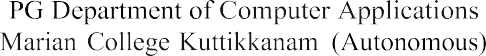 PG Department of Computer Applications
Marian College Kuttikkanam (Autonomous)